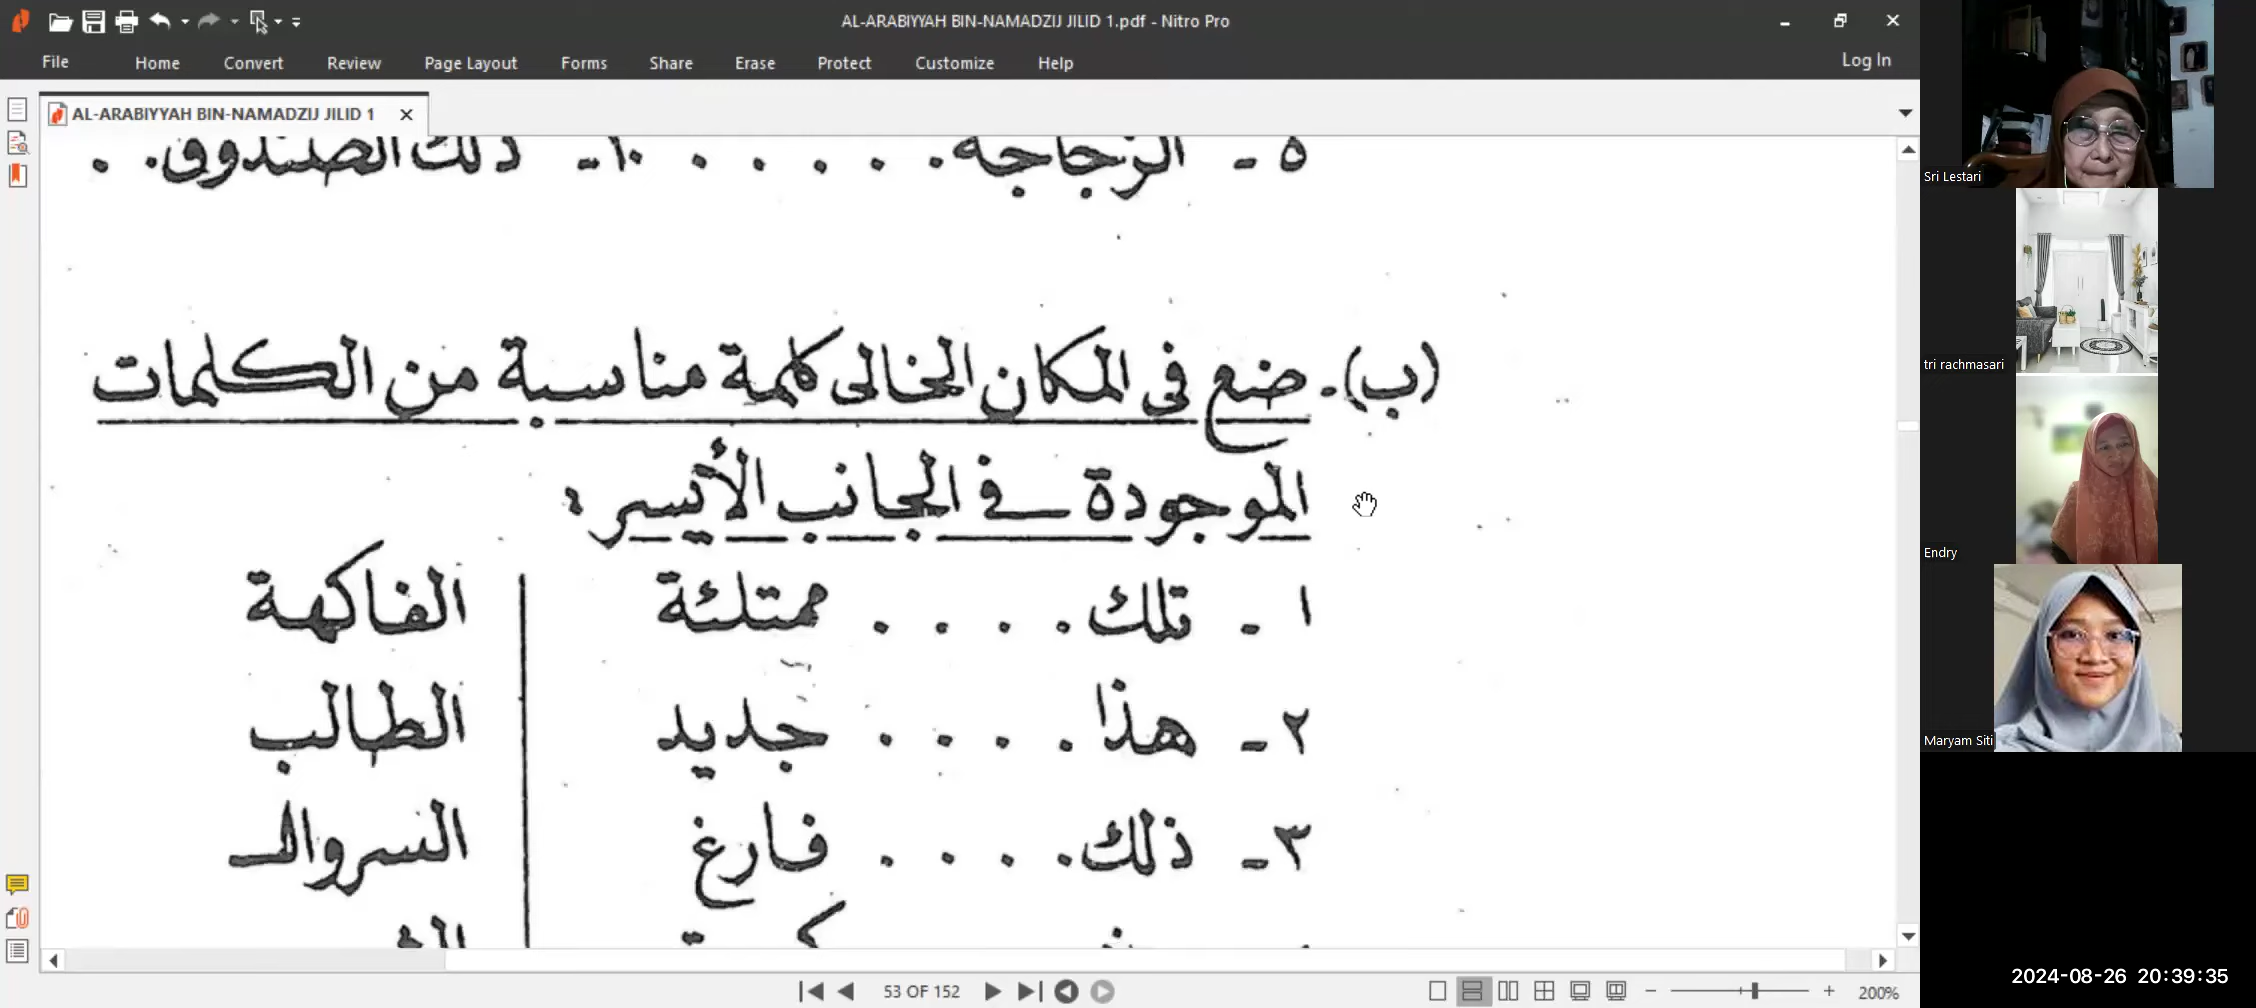 AL-ARABIYYAH BIN-NAMADZIJ JILID 1.pdf - Nitro Pro
File Home Convert Review Page Layout Forms Share Erase Protect Customize Help Log In
AL-ARABIYYAH BIN-NAMADZIJ JILID 1
٥ - الزجاجة . . . . . ١٠ - ذلك الصندوق . .
(ب) - ضع في المكان الخالى كلمة مناسبة من الكلمات
الموجودة في الجانب الأيسر :
١ - تلك . . . . ممتلئة الفاكهة
٢ - هذا . . . . جديد الطالب
٣ - ذلك . . . . فارغ السروال
53 OF 152
200%
Sri Lestari
tri rachmasari
Endry
Maryam Siti
2024-08-26 20:39:35